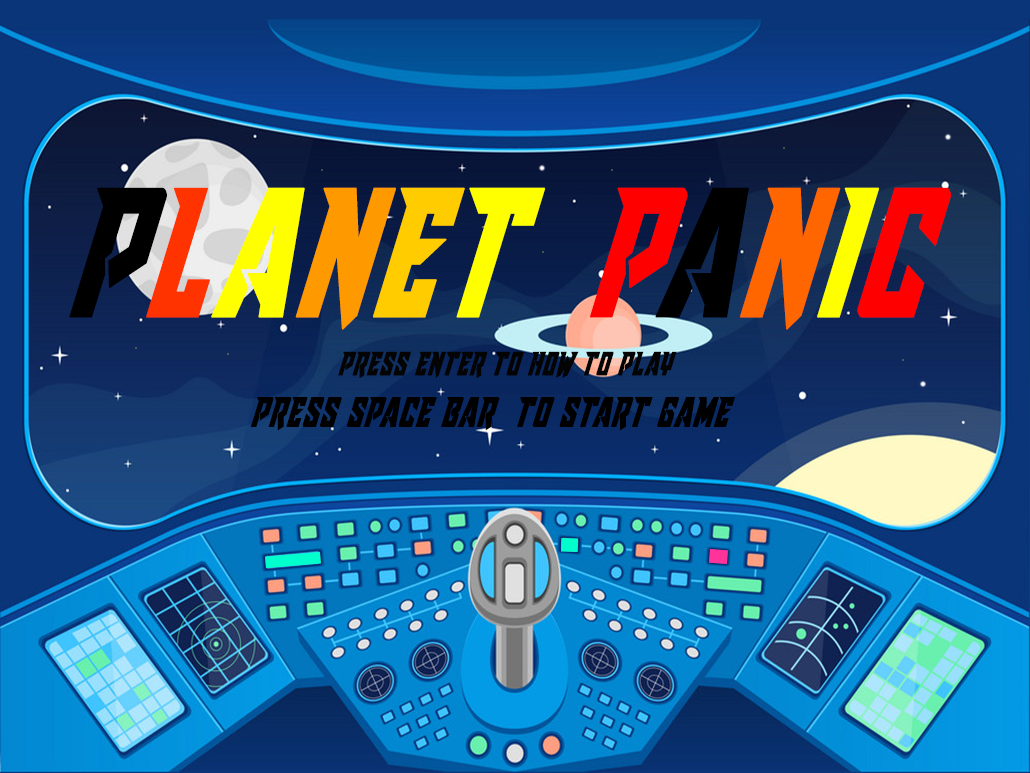 PLANET PANIC
PRESS ENTER TO HOW TO PLAY
PRESS SPACE BAR TO START GAME